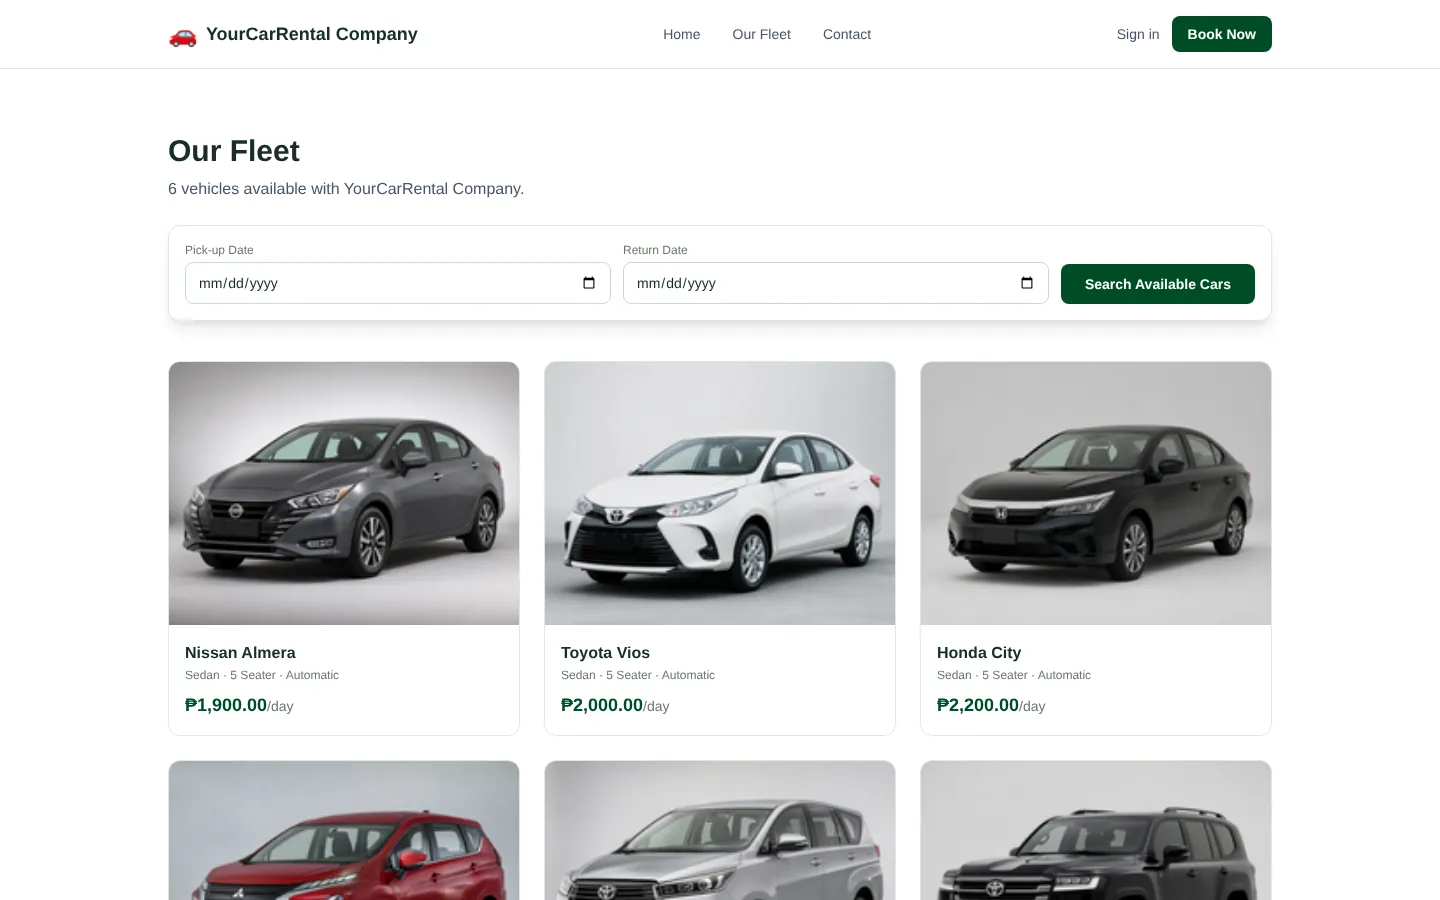 YourCarRental Company
Home
Our Fleet
Contact
Sign in
Book Now
Our Fleet
6 vehicles available with YourCarRental Company.
Pick-up Date
Return Date
mm/dd/yyyy
mm/dd/yyyy
Search Available Cars
Nissan Almera
Sedan · 5 Seater · Automatic
₱1,900.00/day
Toyota Vios
Sedan · 5 Seater · Automatic
₱2,000.00/day
Honda City
Sedan · 5 Seater · Automatic
₱2,200.00/day